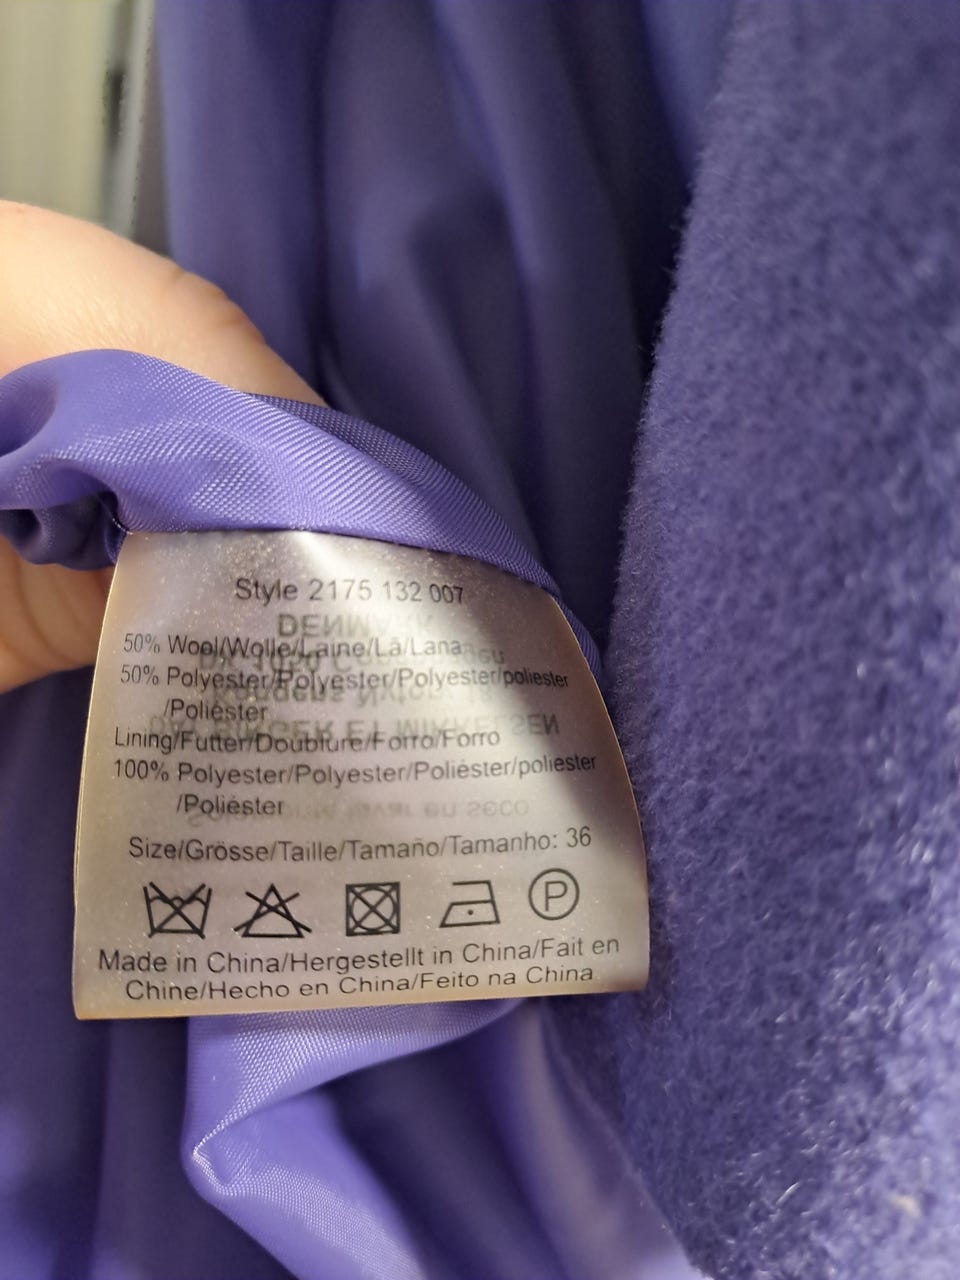 Style 2175 132 007
50% Wool/Wolle/Laine/Lã/Lana
50% Polyester/Polyester/Polyester/poliester
/Poliéster
Lining/Futter/Doublure/Forro/Forro
100% Polyester/Polyester/Poliéster/poliester
/Poliéster
Size/Grösse/Taille/Tamaño/Tamanho: 36
P
Made in China/Hergestellt in China/Fait en
Chine/Hecho en China/Feito na China